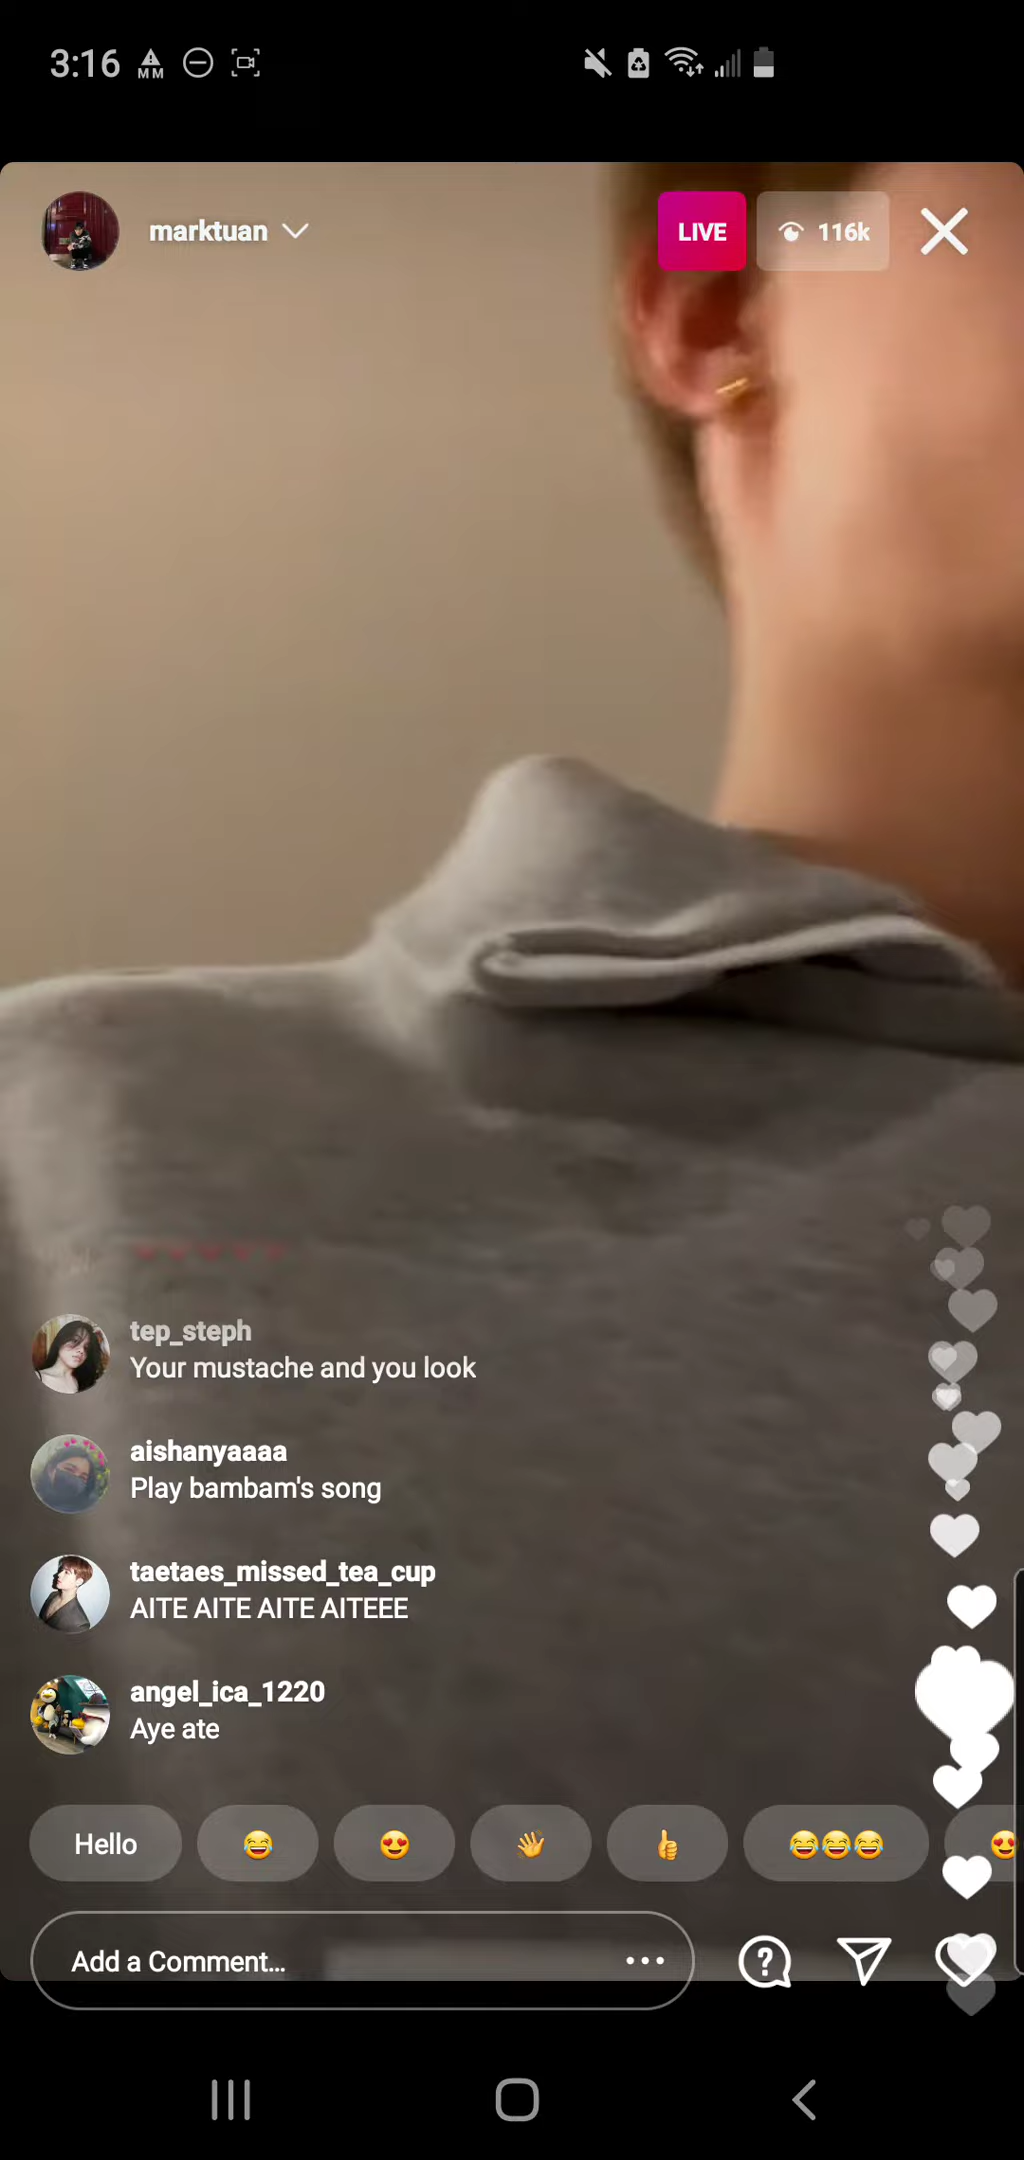 3:16
MM
marktuan
LIVE
116k
tep_steph
Your mustache and you look
aishanyaaaa
Play bambam's song
taetaes_missed_tea_cup
AITE AITE AITE AITEEE
angel_ica_1220
Aye ate
Hello 😂 😍 👋 👍 😂😂😂 😍
Add a Comment...
?